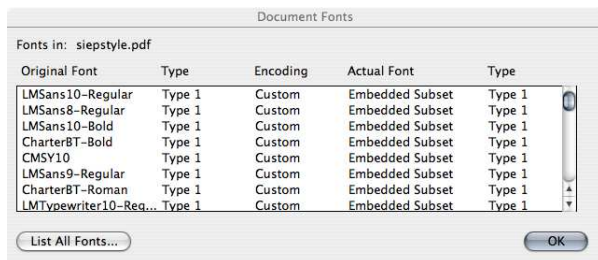 Document Fonts
Fonts in: siepstyle.pdf
Original Font Type Encoding Actual Font Type
LMSans10-Regular Type 1 Custom Embedded Subset Type 1
LMSans8-Regular Type 1 Custom Embedded Subset Type 1
LMSans10-Bold Type 1 Custom Embedded Subset Type 1
CharterBT-Bold Type 1 Custom Embedded Subset Type 1
CMSY10 Type 1 Custom Embedded Subset Type 1
LMSans9-Regular Type 1 Custom Embedded Subset Type 1
CharterBT-Roman Type 1 Custom Embedded Subset Type 1
LMTypewriter10-Reg... Type 1 Custom Embedded Subset Type 1
List All Fonts... OK